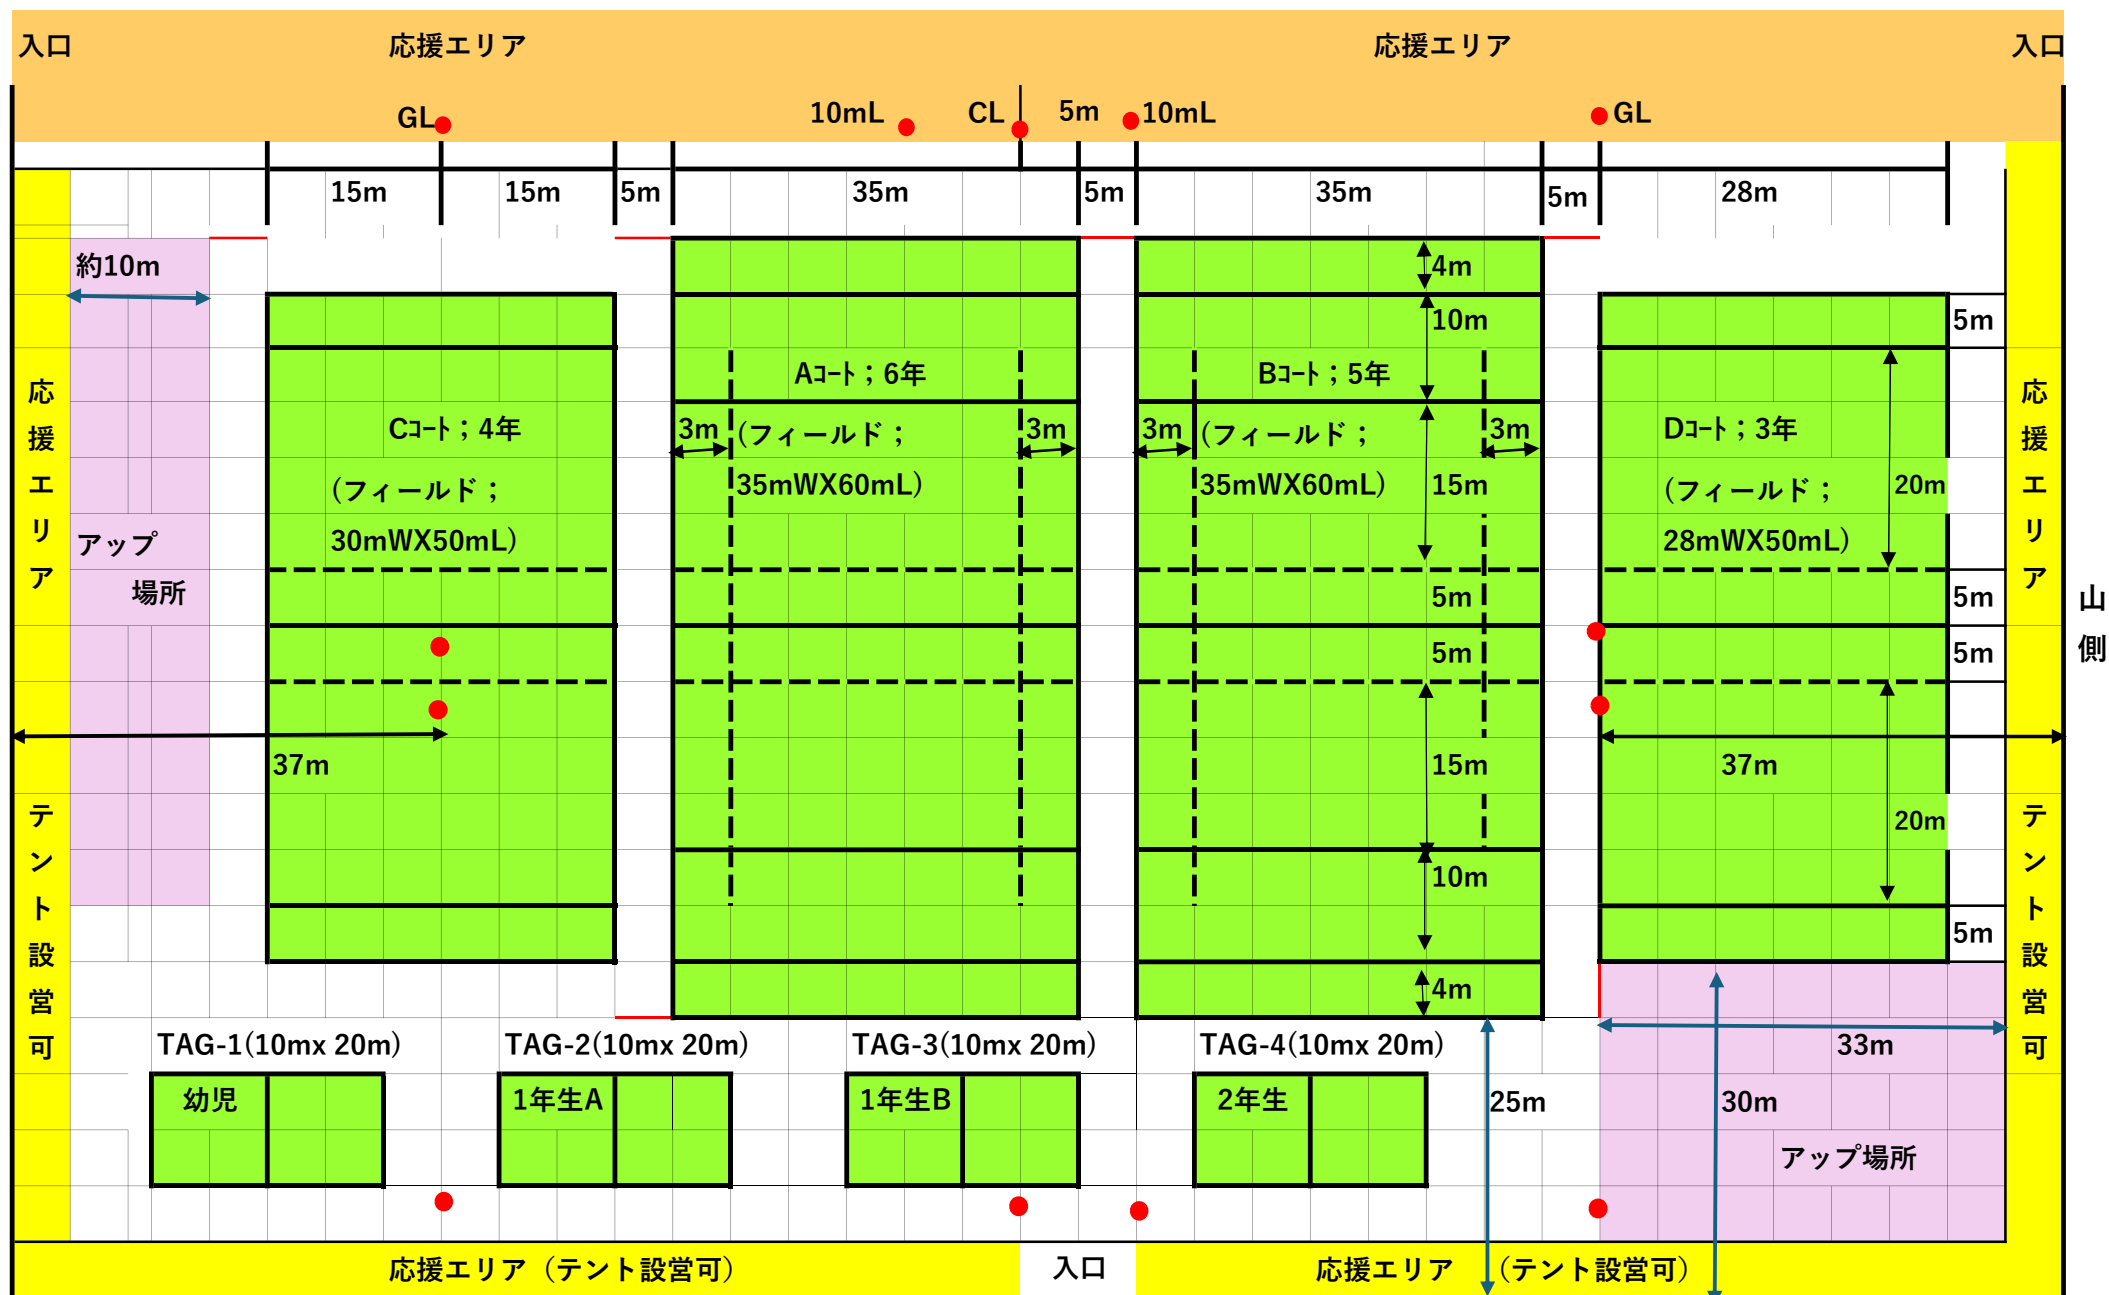 入口
応援エリア
応援エリア
入口
GL
10mL
CL
5m
10mL
GL
15m
15m
5m
35m
5m
35m
5m
28m
約10m
4m
10m
5m
Aｺｰﾄ；6年
Bｺｰﾄ；5年
Cｺｰﾄ；4年
3m
(フィールド；
3m
3m
(フィールド；
3m
Dｺｰﾄ；3年
(フィールド；
30mWX50mL)
35mWX60mL)
35mWX60mL)
15m
(フィールド；
28mWX50mL)
20m
応援エリア
テント設営可
アップ
場所
応援エリア
テント設営可
山側
5m
5m
5m
5m
37m
15m
37m
20m
10m
5m
4m
TAG-1(10mx 20m)
TAG-2(10mx 20m)
TAG-3(10mx 20m)
TAG-4(10mx 20m)
33m
幼児
1年生A
1年生B
2年生
25m
30m
アップ場所
応援エリア（テント設営可）
入口
応援エリア　（テント設営可）